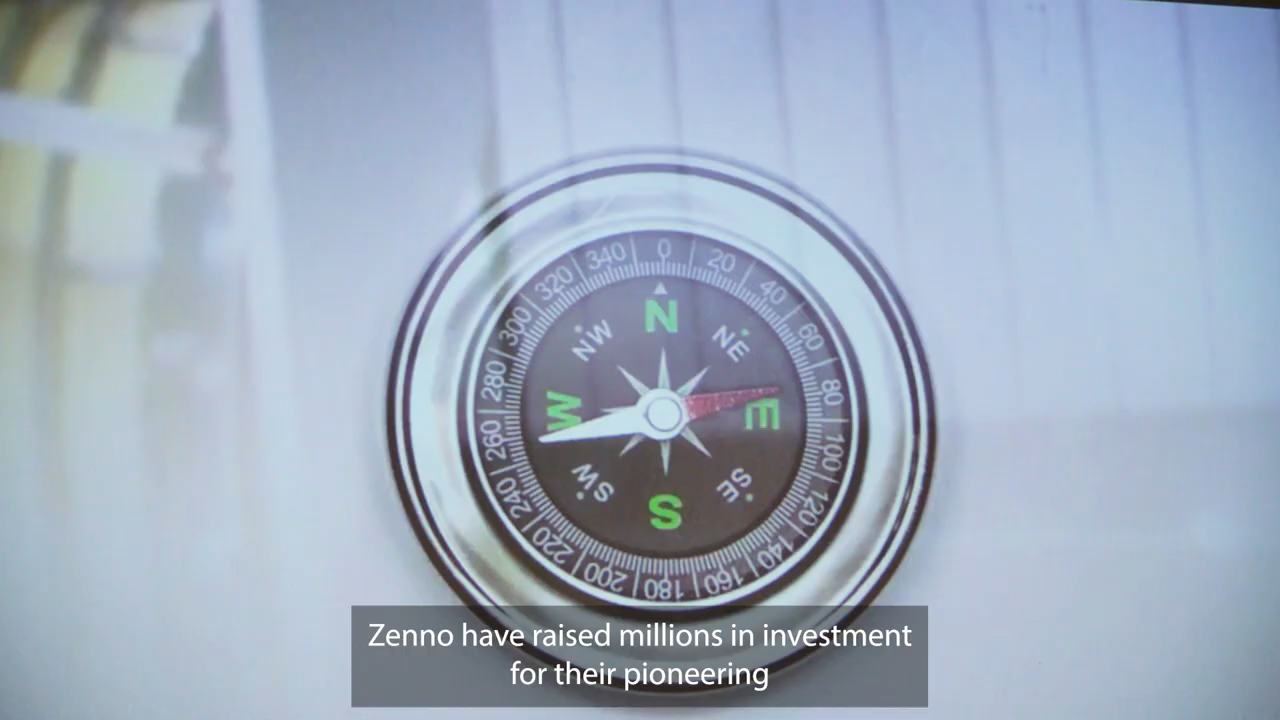 340 0 20
320 40
300 60
280 80
260 100
240 120
220 140
200 180 160
N
NW NE
W E
SW SE
S
Zenno have raised millions in investment
for their pioneering